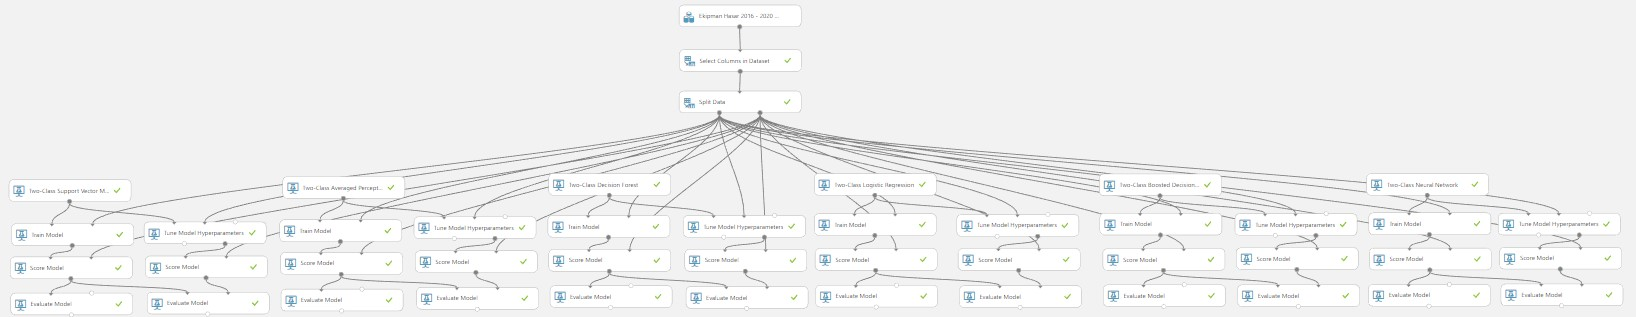 Ekipman Hasar 2016 - 2020 ...
Select Columns in Dataset
Split Data
Two-Class Support Vector M...
Two-Class Averaged Percept...
Two-Class Decision Forest
Two-Class Logistic Regression
Two-Class Boosted Decision...
Two-Class Neural Network
Train Model
Tune Model Hyperparameters
Train Model
Tune Model Hyperparameters
Train Model
Tune Model Hyperparameters
Train Model
Tune Model Hyperparameters
Train Model
Tune Model Hyperparameters
Train Model
Tune Model Hyperparameters
Score Model
Score Model
Score Model
Score Model
Score Model
Score Model
Score Model
Score Model
Score Model
Score Model
Score Model
Score Model
Evaluate Model
Evaluate Model
Evaluate Model
Evaluate Model
Evaluate Model
Evaluate Model
Evaluate Model
Evaluate Model
Evaluate Model
Evaluate Model
Evaluate Model
Evaluate Model